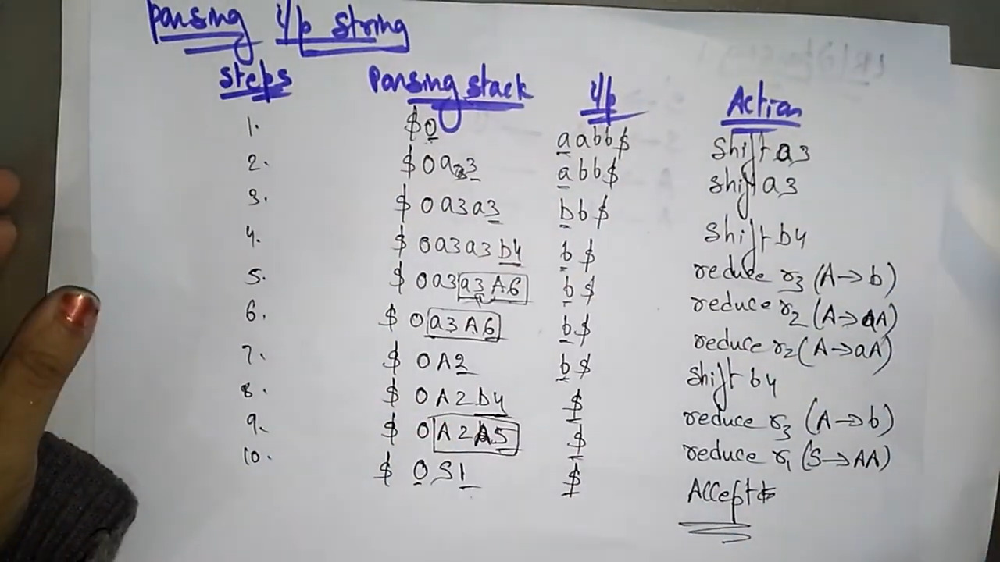 Parsing i/p string
Steps Parsing stack i/p Action
1. $0 aabb$ Shift a3
2. $0a3 abb$ shift a3
3. $0a3a3 bb$ Shift b4
4. $0a3a3b4 b$ reduce r3 (A→b)
5. $0a3a3A6 b$ reduce r2 (A→aA)
6. $0a3A6 b$ reduce r2 (A→aA)
7. $0A2 b$ shift b4
8. $0A2b4 $ reduce r3 (A→b)
9. $0A2A5 $ reduce r1 (S→AA)
10. $0S1 $ Accept